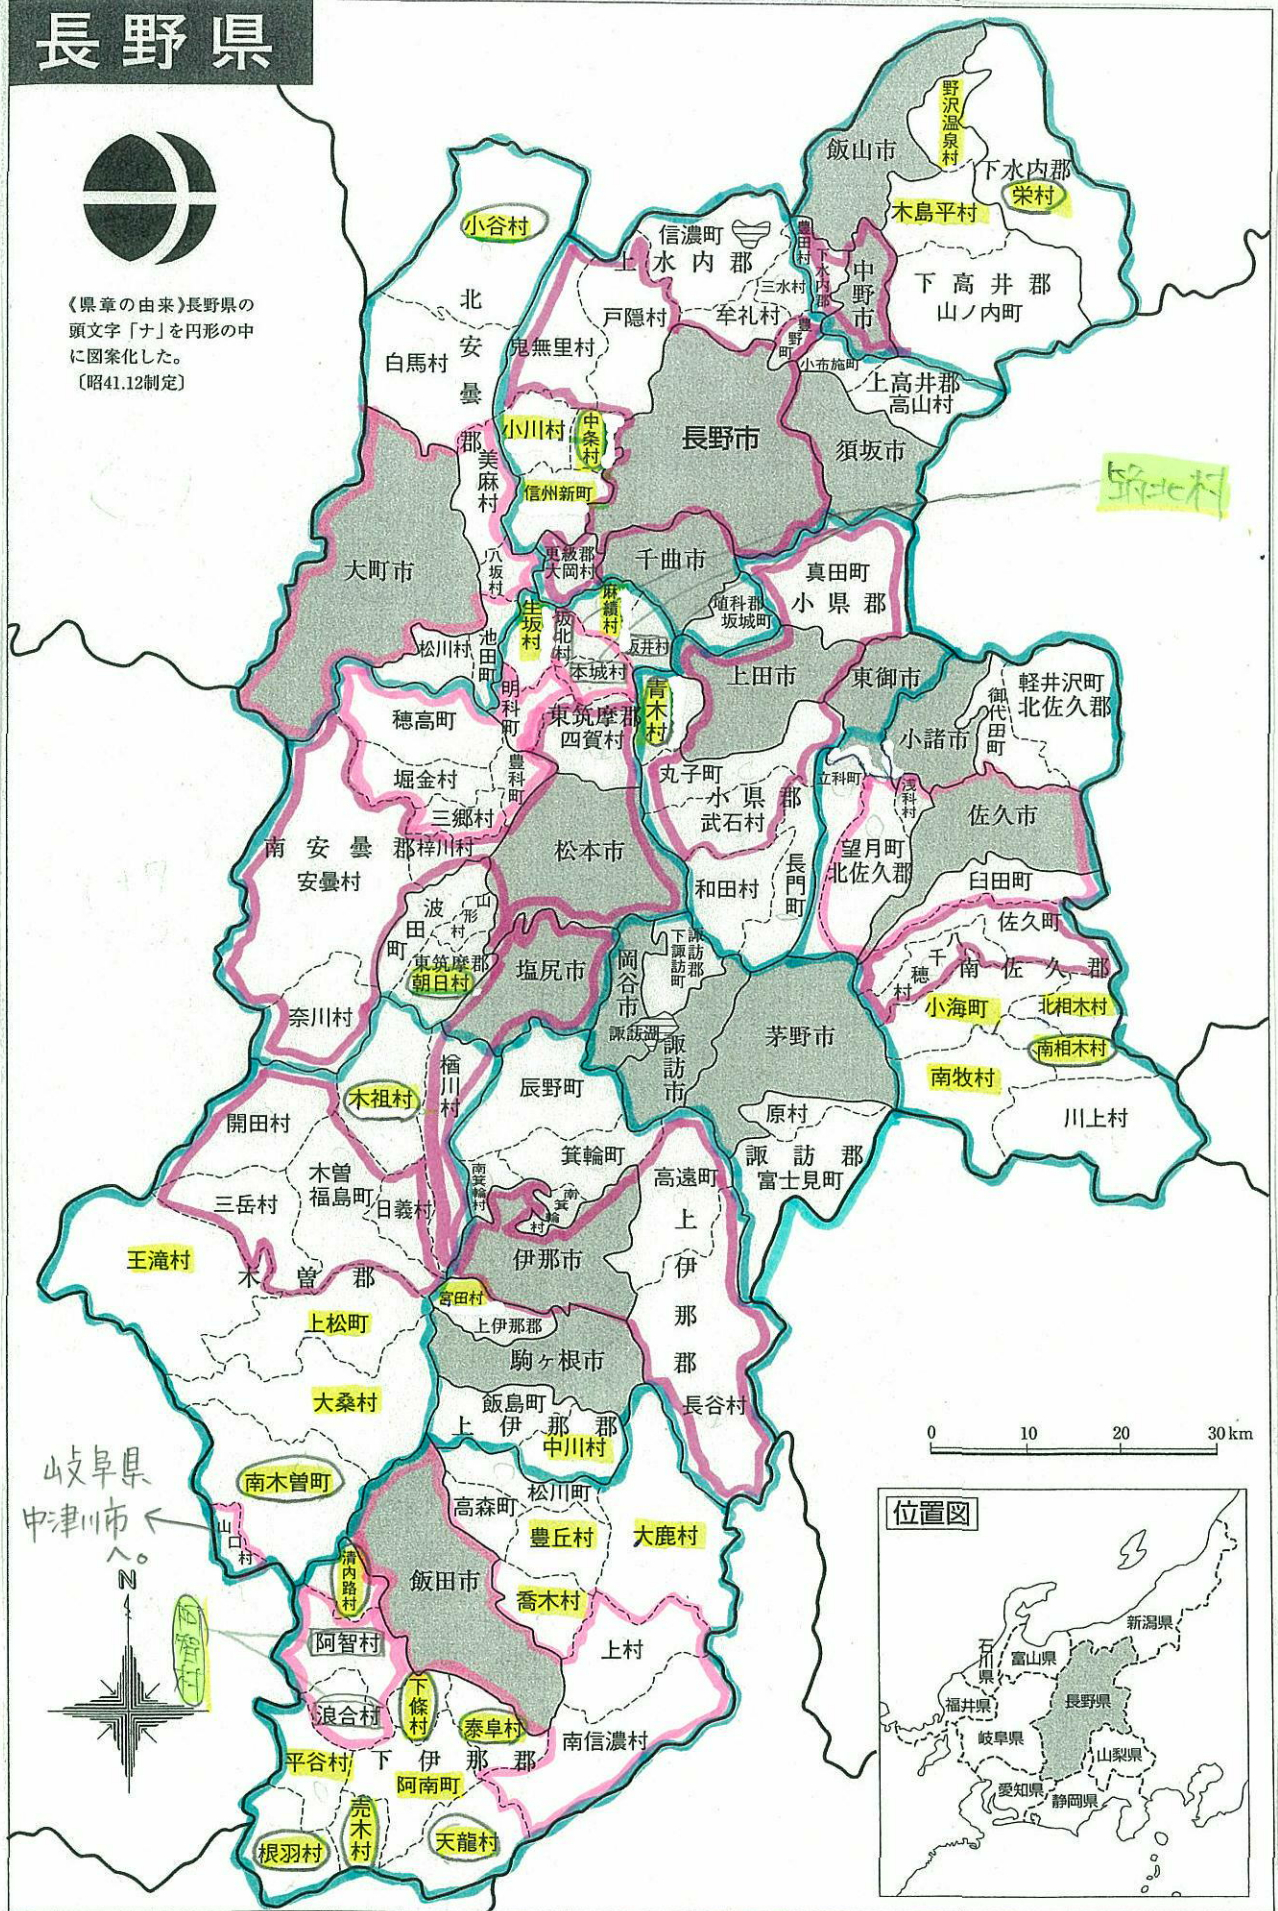 長野県
《県章の由来》長野県の
頭文字「ナ」を円形の中
に図案化した。
〔昭41.12制定〕
野沢温泉村
飯山市
下水内郡
栄村
木島平村
小谷村
信濃町
上水内郡
豊田村
下水内郡
中野市
下高井郡
山ノ内町
三水村
牟礼村
戸隠村
鬼無里村
豊野町
小布施町
北安曇郡
白馬村
上高井郡
高山村
小川村
中条村
長野市
須坂市
美麻村
信州新町
筑北村
大町市
八坂村
更級郡
大岡村
千曲市
真田町
小県郡
埴科郡
坂城町
麻績村
生坂村
坂北村
坂井村
松川村
池田町
本城村
上田市
東御市
青木村
軽井沢町
北佐久郡
御代田町
小諸市
明科町
穂高町
東筑摩郡
四賀村
堀金村
豊科町
丸子町
立科町
浅科村
小県郡
武石村
三郷村
佐久市
南安曇郡
梓川村
安曇村
松本市
望月町
北佐久郡
臼田町
和田村
長門町
波田町
山形村
佐久町
八千穂村
南佐久郡
東筑摩郡
朝日村
塩尻市
岡谷市
諏訪郡
下諏訪町
小海町
北相木村
奈川村
諏訪湖
諏訪市
茅野市
南相木村
南牧村
楢川村
辰野町
木祖村
原村
川上村
開田村
箕輪町
諏訪郡
富士見町
木曽
福島町
高遠町
三岳村
日義村
南箕輪村
南箕輪村
上伊那郡
王滝村
木曽郡
伊那市
宮田村
上松町
上伊那郡
駒ヶ根市
大桑村
飯島町
長谷村
上伊那郡
中川村
0 10 20 30km
岐阜県
中津川市
へ。
南木曽町
松川町
高森町
山口村
豊丘村
大鹿村
位置図
N
清内路村
飯田市
喬木村
阿智村
阿智村
上村
新潟県
石川県
富山県
下條村
浪合村
泰阜村
南信濃村
福井県
長野県
岐阜県
山梨県
平谷村
下伊那郡
阿南町
愛知県
静岡県
売木村
根羽村
天龍村